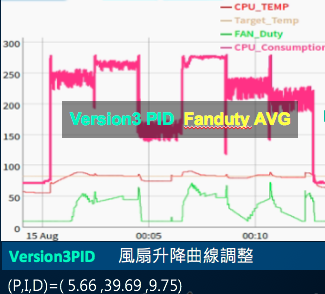 CPU_TEMP
Target_Temp
FAN_Duty
CPU_Consumption
300
250
200
Version3 PID Fanduty AVG
150
100
50
0
15 Aug 00:05 00:10
Version3PID 風扇升降曲線調整
(P,I,D)=( 5.66 ,39.69 ,9.75)